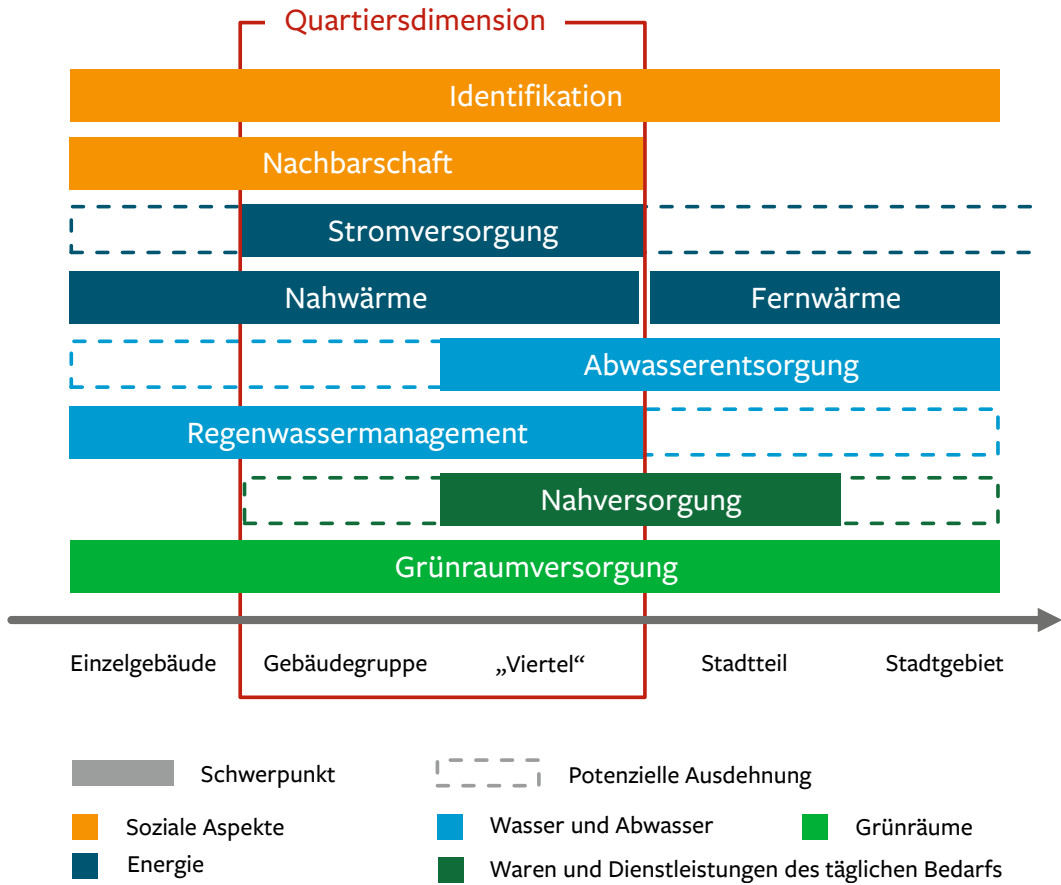 Quartiersdimension
Identifikation
Nachbarschaft
Stromversorgung
Nahwärme
Fernwärme
Abwasserentsorgung
Regenwassermanagement
Nahversorgung
Grünraumversorgung
Einzelgebäude
Gebäudegruppe
„Viertel“
Stadtteil
Stadtgebiet
Schwerpunkt
Potenzielle Ausdehnung
Soziale Aspekte
Wasser und Abwasser
Grünräume
Energie
Waren und Dienstleistungen des täglichen Bedarfs